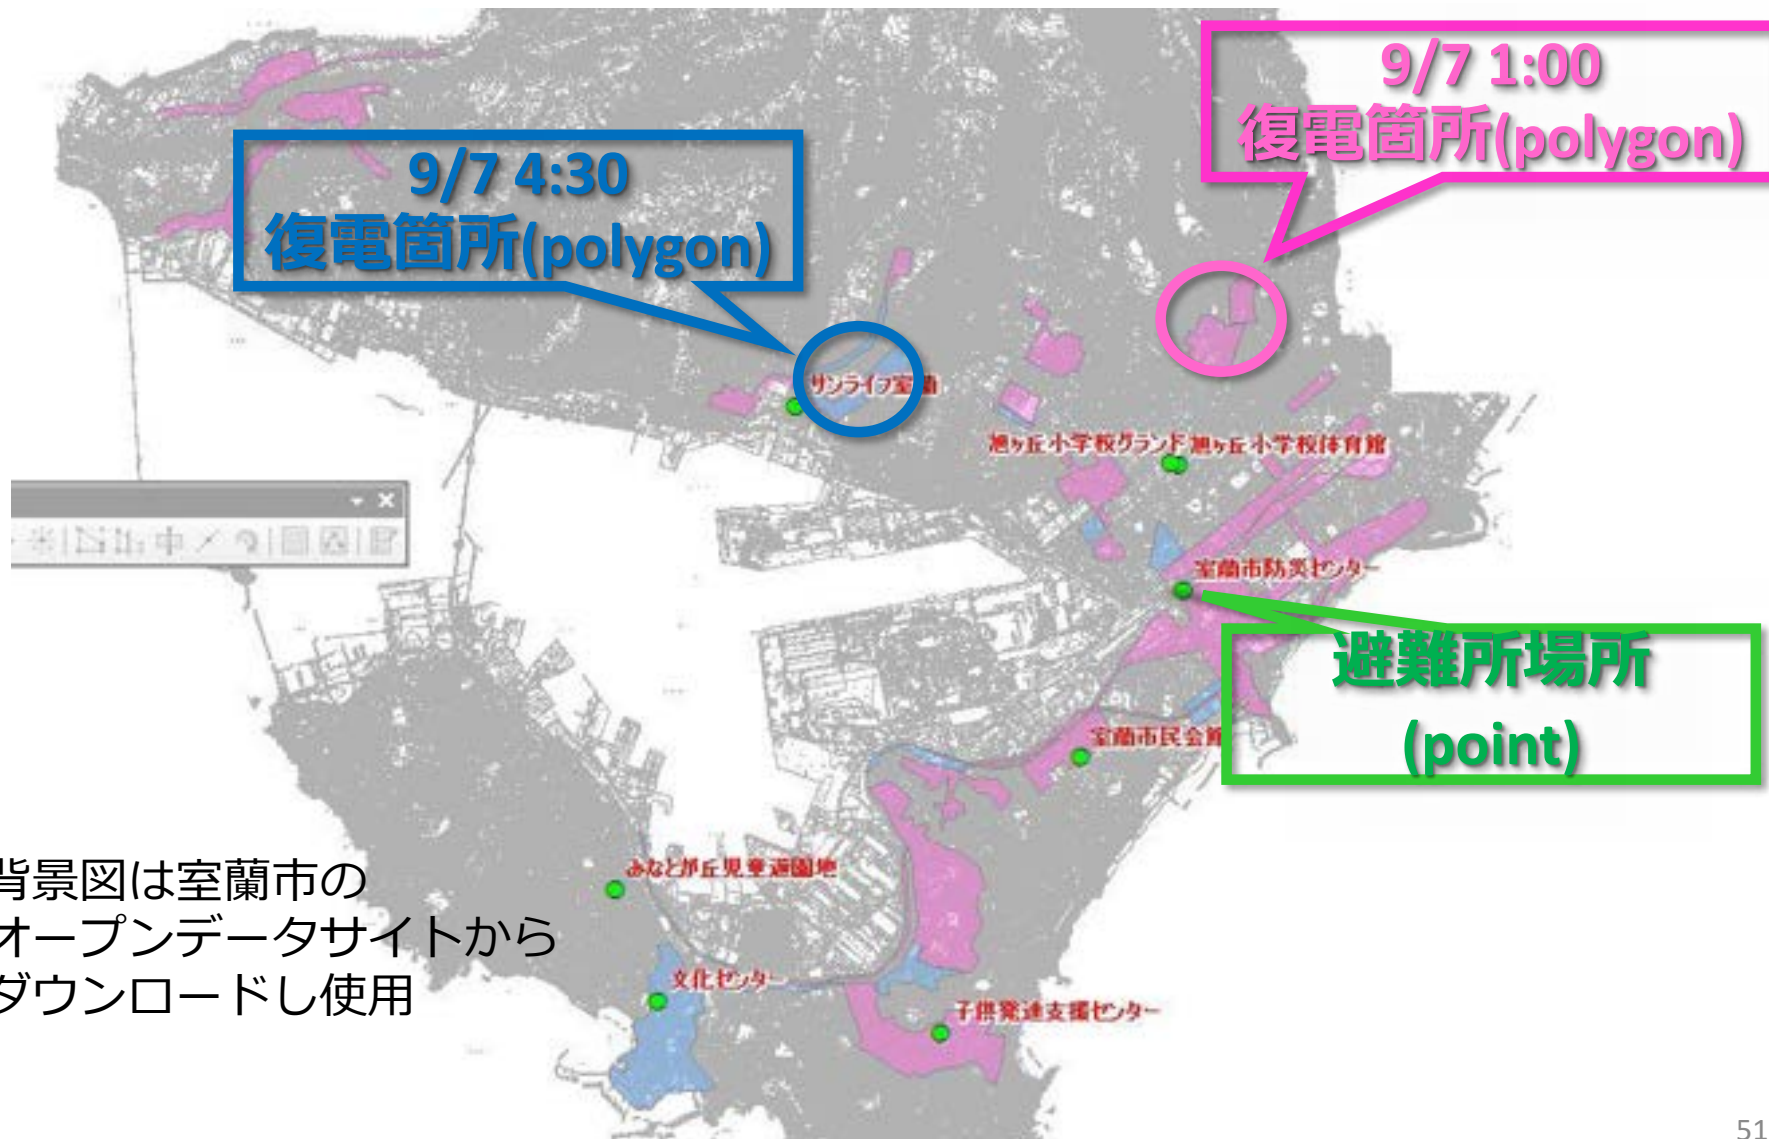 9/7 1:00
復電箇所(polygon)
9/7 4:30
復電箇所(polygon)
サンライフ室蘭
旭ヶ丘小学校グランド 旭ヶ丘小学校体育館
室蘭市防災センター
避難所場所
(point)
室蘭市民会館
みなとが丘児童遊園地
背景図は室蘭市の
オープンデータサイトから
ダウンロードし使用
文化センター
子供発達支援センター
51